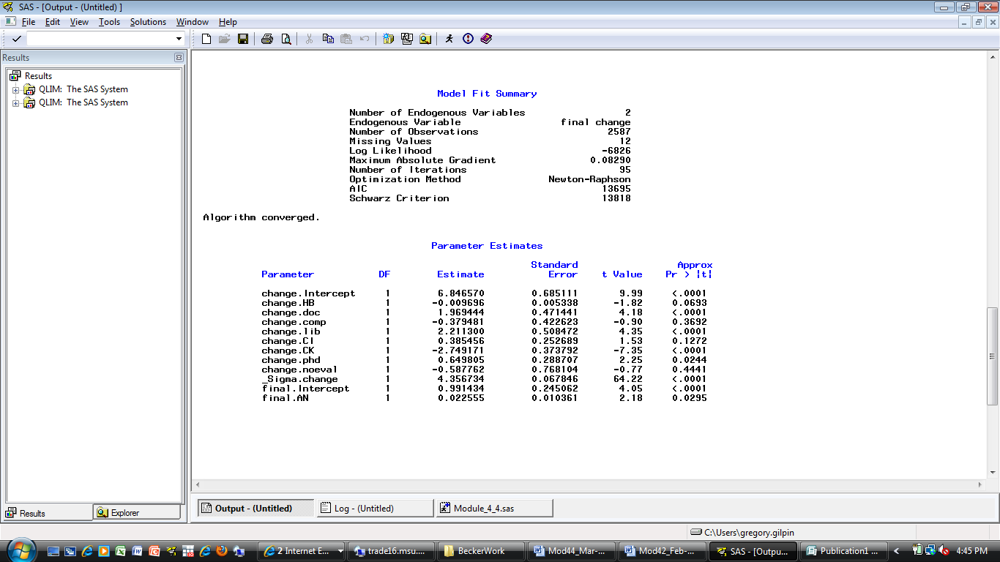 SAS - [Output - (Untitled) ]
File Edit View Tools Solutions Window Help
Results
Results
QLIM: The SAS System
QLIM: The SAS System
Model Fit Summary
Number of Endogenous Variables 2
Endogenous Variable final change
Number of Observations 2587
Missing Values 12
Log Likelihood -6826
Maximum Absolute Gradient 0.08290
Number of Iterations 95
Optimization Method Newton-Raphson
AIC 13695
Schwarz Criterion 13818
Algorithm converged.
Parameter Estimates
Standard Approx
Parameter DF Estimate Error t Value Pr > |t|
change.Intercept 1 6.846570 0.685111 9.99 <.0001
change.HB 1 -0.009696 0.005338 -1.82 0.0693
change.doc 1 1.969444 0.471441 4.18 <.0001
change.comp 1 -0.379481 0.422623 -0.90 0.3692
change.lib 1 2.211300 0.508472 4.35 <.0001
change.CI 1 0.385456 0.252689 1.53 0.1272
change.CK 1 -2.749171 0.373792 -7.35 <.0001
change.phd 1 0.649805 0.288707 2.25 0.0244
change.noeval 1 -0.587762 0.768104 -0.77 0.4441
_Sigma.change 1 4.356734 0.067846 64.22 <.0001
final.Intercept 1 0.991434 0.245062 4.05 <.0001
final.AN 1 0.022555 0.010361 2.18 0.0295
Results Explorer
Output - (Untitled) Log - (Untitled) Module_4_4.sas
C:\Users\gregory.gilpin
2 Internet E... trade16.msu.... BeckerWork Mod44_Mar-... Mod42_Feb-... SAS - [Outpu... Publication1 ... 4:45 PM